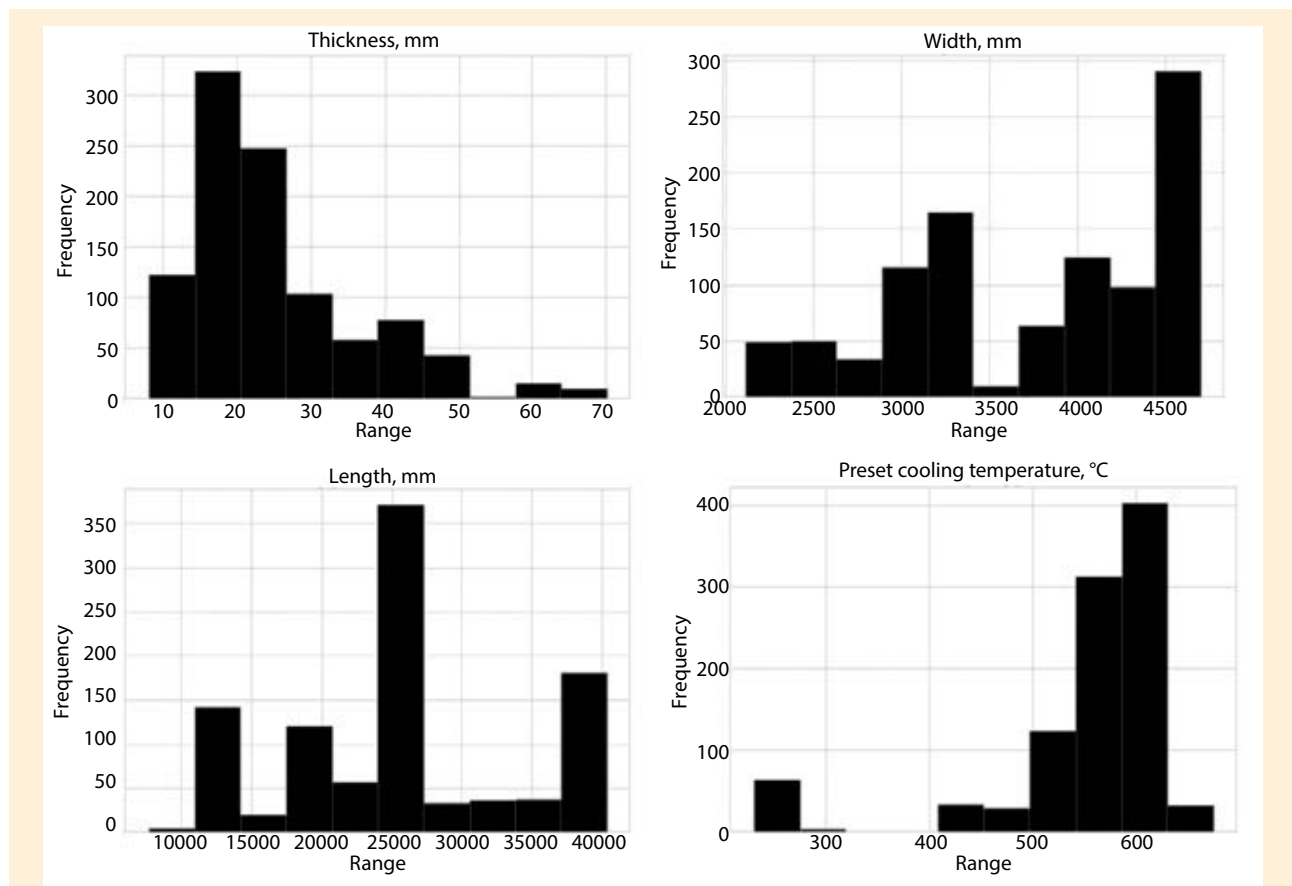 Thickness, mm
300
250
200
150
100
50
0
Frequency
10 20 30 40 50 60 70
Range
Width, mm
300
250
200
150
100
50
0
Frequency
2000 2500 3000 3500 4000 4500
Range
Length, mm
350
300
250
200
150
100
50
0
Frequency
10000 15000 20000 25000 30000 35000 40000
Range
Preset cooling temperature, °C
400
300
200
100
0
Frequency
300 400 500 600
Range